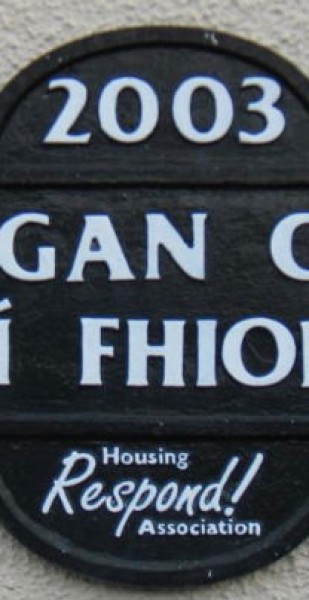 2003
GAN C
Í FHIO
Housing
Respond!
Association